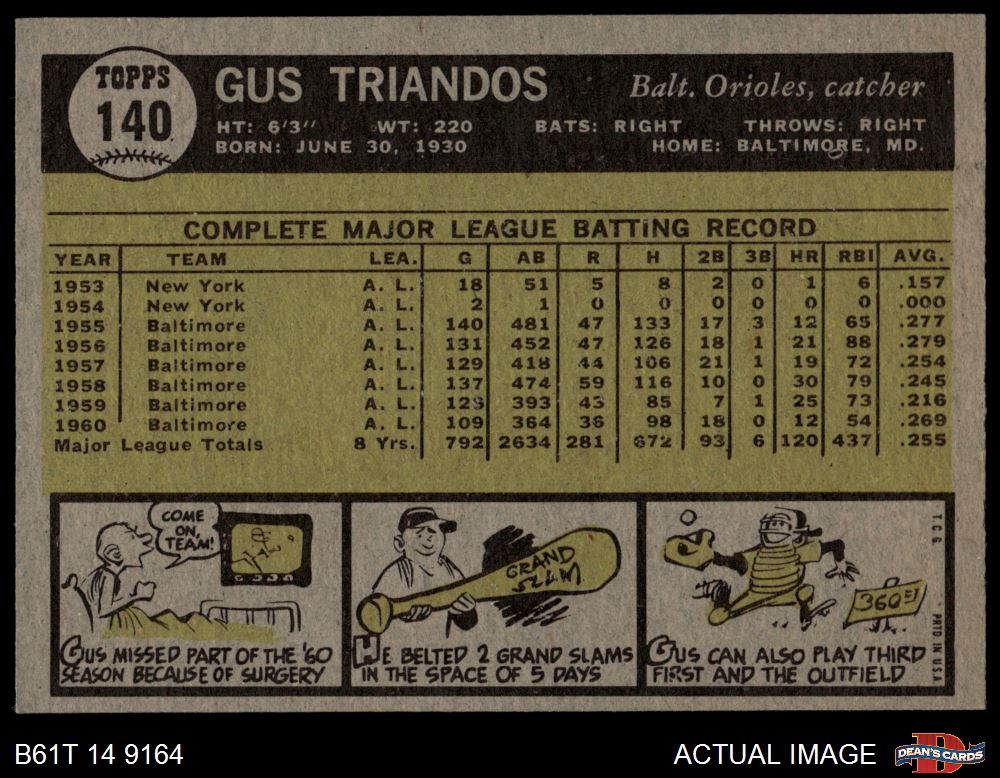 TOPPS
140
GUS TRIANDOS
Balt. Orioles, catcher
HT: 6'3" WT: 220 BATS: RIGHT THROWS: RIGHT
BORN: JUNE 30, 1930 HOME: BALTIMORE, MD.
COMPLETE MAJOR LEAGUE BATTING RECORD
YEAR TEAM LEA. G AB R H 2B 3B HR RBI AVG.
1953 New York A. L. 18 51 5 8 2 0 1 6 .157
1954 New York A. L. 2 1 0 0 0 0 0 0 .000
1955 Baltimore A. L. 140 481 47 133 17 3 12 65 .277
1956 Baltimore A. L. 131 452 47 126 18 1 21 88 .279
1957 Baltimore A. L. 129 418 44 106 21 1 19 72 .254
1958 Baltimore A. L. 137 474 59 116 10 0 30 79 .245
1959 Baltimore A. L. 123 393 43 85 7 1 25 73 .216
1960 Baltimore A. L. 109 364 36 98 18 0 12 54 .269
Major League Totals 8 Yrs. 792 2634 281 672 93 6 120 437 .255
COME
ON,
TEAM!
GUS MISSED PART OF THE '60
SEASON BECAUSE OF SURGERY
GRAND
SLAM
HE BELTED 2 GRAND SLAMS
IN THE SPACE OF 5 DAYS
360 FT
GUS CAN ALSO PLAY THIRD
FIRST AND THE OUTFIELD
T.C.G. PRTD. IN U.S.A.
B61T 14 9164
ACTUAL IMAGE
DEAN'S CARDS